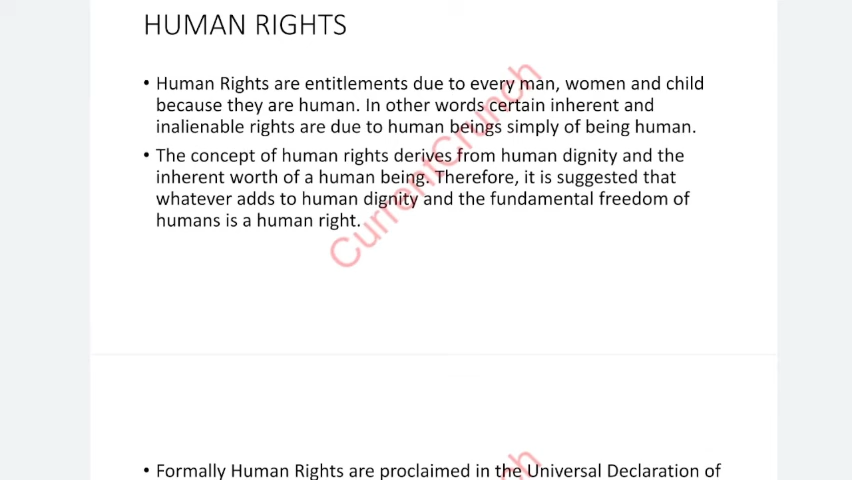 HUMAN RIGHTS
• Human Rights are entitlements due to every man, women and child
because they are human. In other words certain inherent and
inalienable rights are due to human beings simply of being human.
• The concept of human rights derives from human dignity and the
inherent worth of a human being. Therefore, it is suggested that
whatever adds to human dignity and the fundamental freedom of
humans is a human right.
CurrentCrunch
• Formally Human Rights are proclaimed in the Universal Declaration of